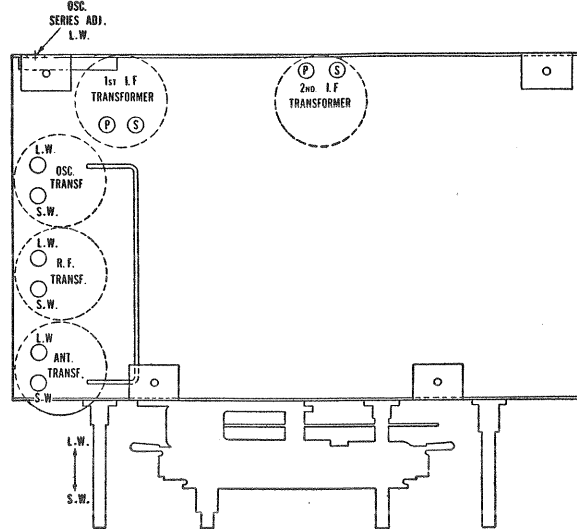 OSC.
SERIES ADJ.
L.W.
1ST I.F
TRANSFORMER
P S
P S
2ND. I.F
TRANSFORMER
L.W.
OSC.
TRANSF
S.W.
L.W.
R.F.
TRANSF.
S.W.
L.W
ANT.
TRANSF.
S.W
L.W.
S.W.